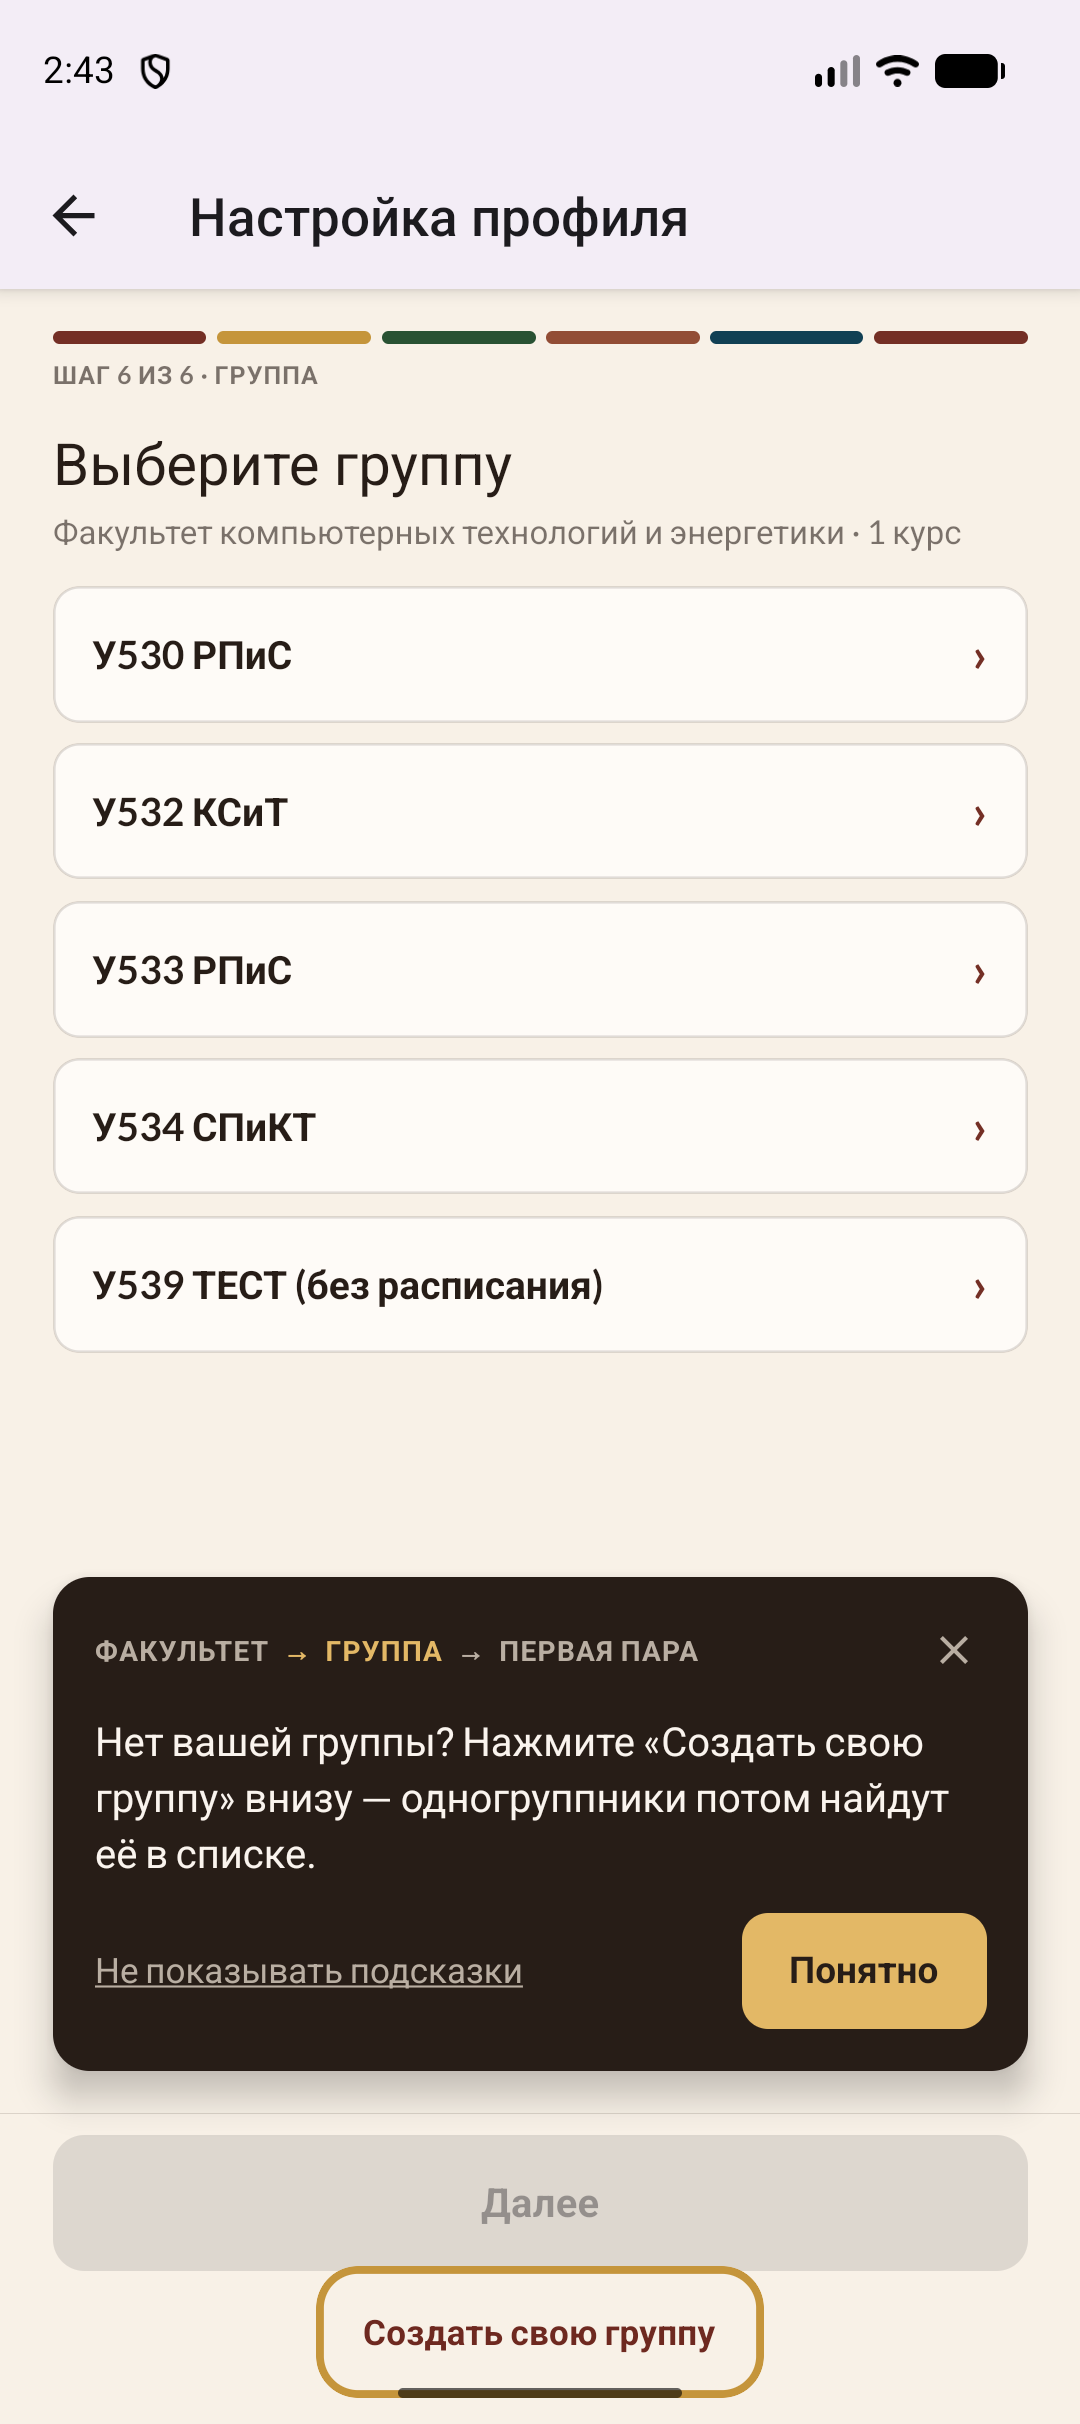 2:43
Настройка профиля
ШАГ 6 ИЗ 6 · ГРУППА
Выберите группу
Факультет компьютерных технологий и энергетики · 1 курс
У530 РПиС ›
У532 КСиТ ›
У533 РПиС ›
У534 СПиКТ ›
У539 ТЕСТ (без расписания) ›
ФАКУЛЬТЕТ → ГРУППА → ПЕРВАЯ ПАРА
Нет вашей группы? Нажмите «Создать свою
группу» внизу — одногруппники потом найдут
её в списке.
Не показывать подсказки
Понятно
Далее
Создать свою группу